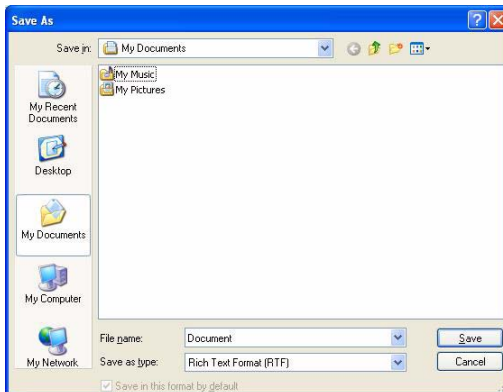 Save As
Save in:
My Documents
My Music
My Pictures
My Recent
Documents
Desktop
My Documents
My Computer
My Network
File name:
Document
Save
Save as type:
Rich Text Format (RTF)
Cancel
Save in this format by default